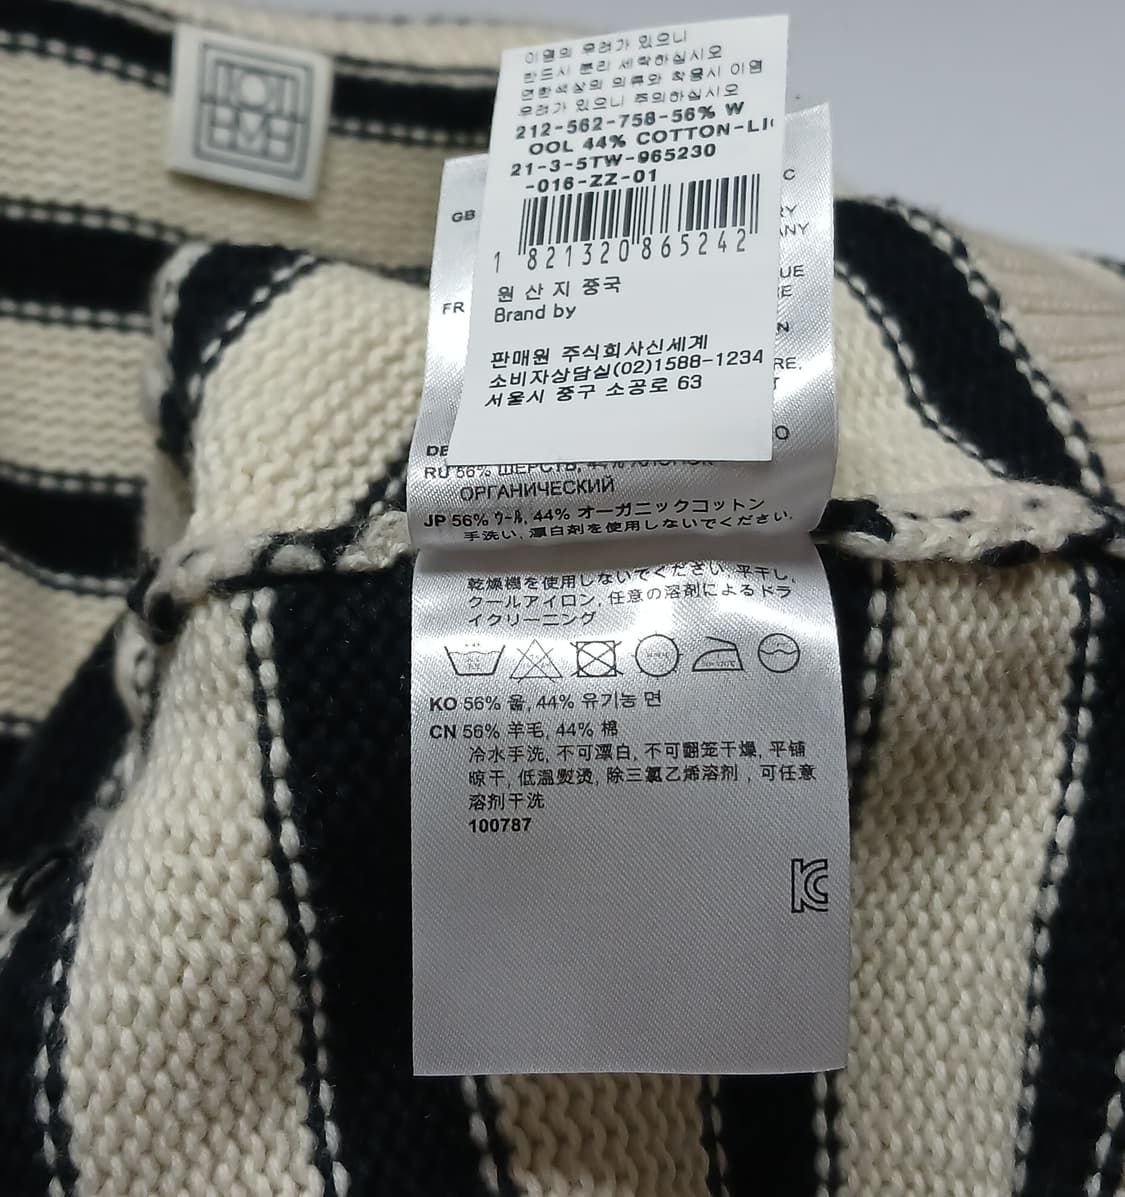 이염의 우려가 있으니
반드시 분리 세탁하십시오
연한색상의 의류와 착용시 이염
우려가 있으니 주의하십시오
212-562-758-56% W
OOL 44% COTTON-LI
21-3-5TW-965230
-016-ZZ-01
1 821320 865242
원 산 지 중국
Brand by
판매원 주식회사신세계
소비자상담실(02)1588-1234
서울시 중구 소공로 63
GB
C
RY
ANY
FR
UE
E
N
RE,
DE
O
RU 56% ШЕРСТЬ, 44% ХЛОПОК
ОРГАНИЧЕСКИЙ
JP 56% ウール, 44% オーガニックコットン
手洗い, 漂白剤を使用しないでください,
乾燥機を使用しないでください, 平干し,
クールアイロン, 任意の溶剤によるドラ
イクリーニング
KO 56% 울, 44% 유기농 면
CN 56% 羊毛, 44% 棉
冷水手洗, 不可漂白, 不可翻笼干燥, 平铺
晾干, 低温熨烫, 除三氯乙烯溶剂 , 可任意
溶剂干洗
100787
KC